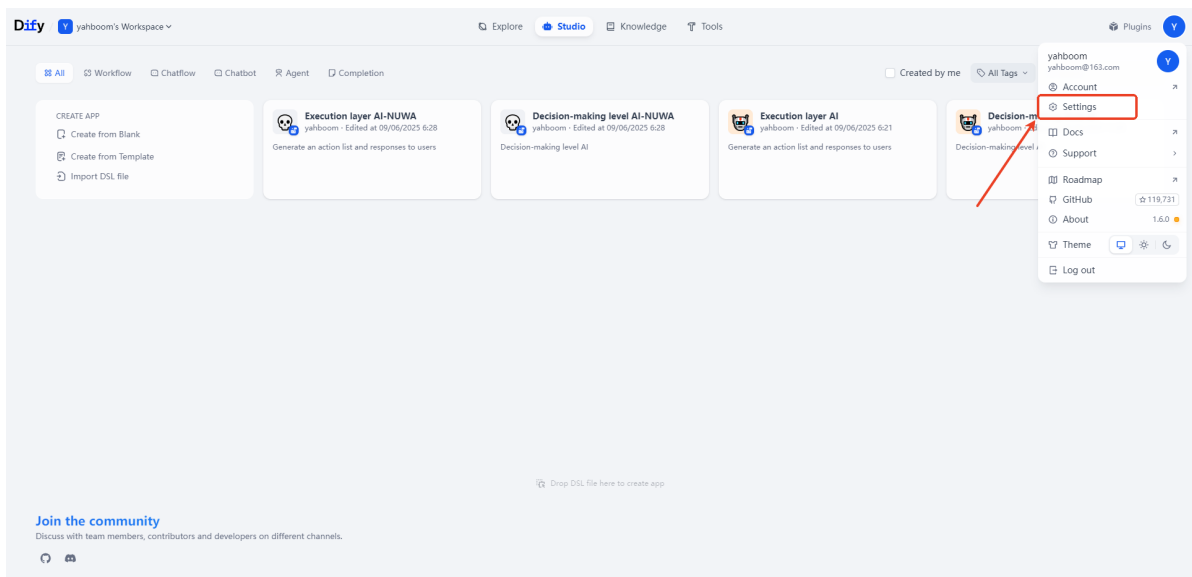 Dify
Y yahboom's Workspace
Explore
Studio
Knowledge
Tools
Plugins
Y
All
Workflow
Chatflow
Chatbot
Agent
Completion
Created by me
All Tags
CREATE APP
Create from Blank
Create from Template
Import DSL file
Execution layer AI-NUWA
yahboom · Edited at 09/06/2025 6:28
Generate an action list and responses to users
Decision-making level AI-NUWA
yahboom · Edited at 09/06/2025 6:28
Decision-making level AI
Execution layer AI
yahboom · Edited at 09/06/2025 6:21
Generate an action list and responses to users
Decision-m
yahboom
Decision-making level
yahboom
yahboom@163.com
Y
Account
Settings
Docs
Support
Roadmap
GitHub
119,731
About
1.6.0
Theme
Log out
Drop DSL file here to create app
Join the community
Discuss with team members, contributors and developers on different channels.